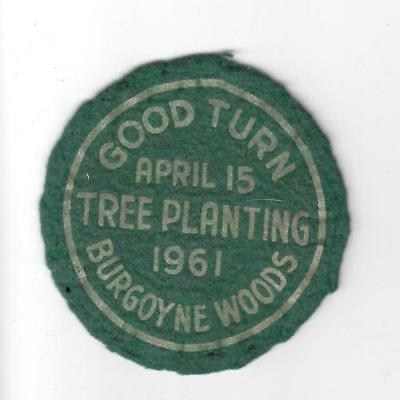 GOOD TURN
APRIL 15
TREE PLANTING
1961
BURGOYNE WOODS